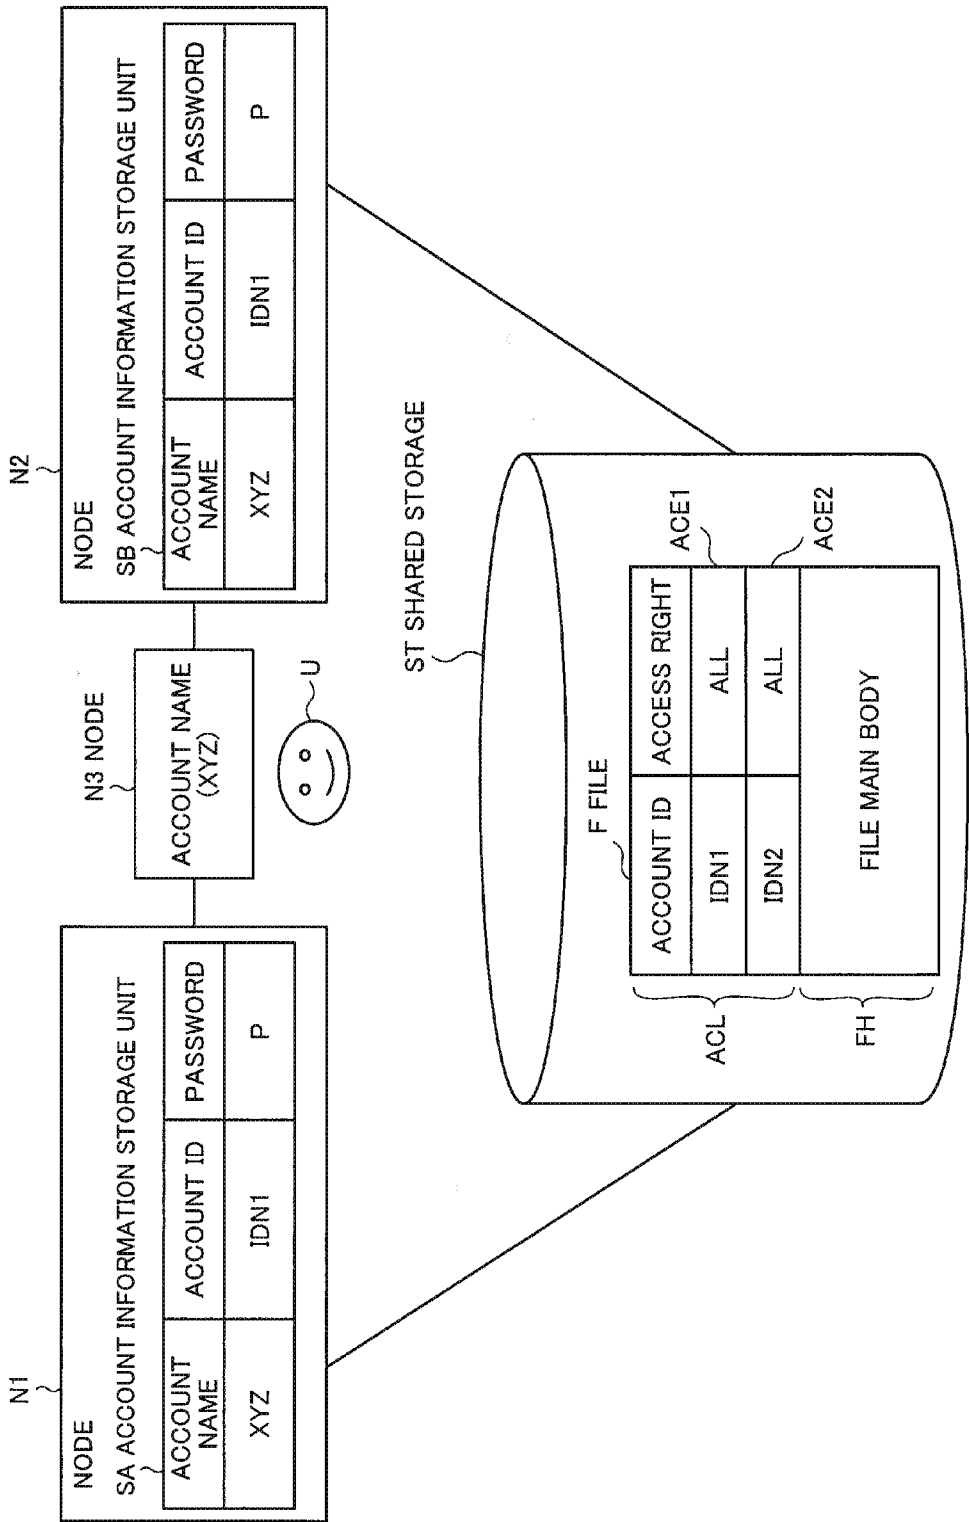 N1
NODE
SA ACCOUNT INFORMATION STORAGE UNIT
ACCOUNT NAME
ACCOUNT ID
PASSWORD
XYZ
IDN1
P
N3 NODE
ACCOUNT NAME
(XYZ)
U
N2
NODE
SB ACCOUNT INFORMATION STORAGE UNIT
ACCOUNT NAME
ACCOUNT ID
PASSWORD
XYZ
IDN1
P
ST SHARED STORAGE
F FILE
ACCOUNT ID
ACCESS RIGHT
IDN1
ALL
ACE1
IDN2
ALL
ACE2
ACL
FILE MAIN BODY
FH